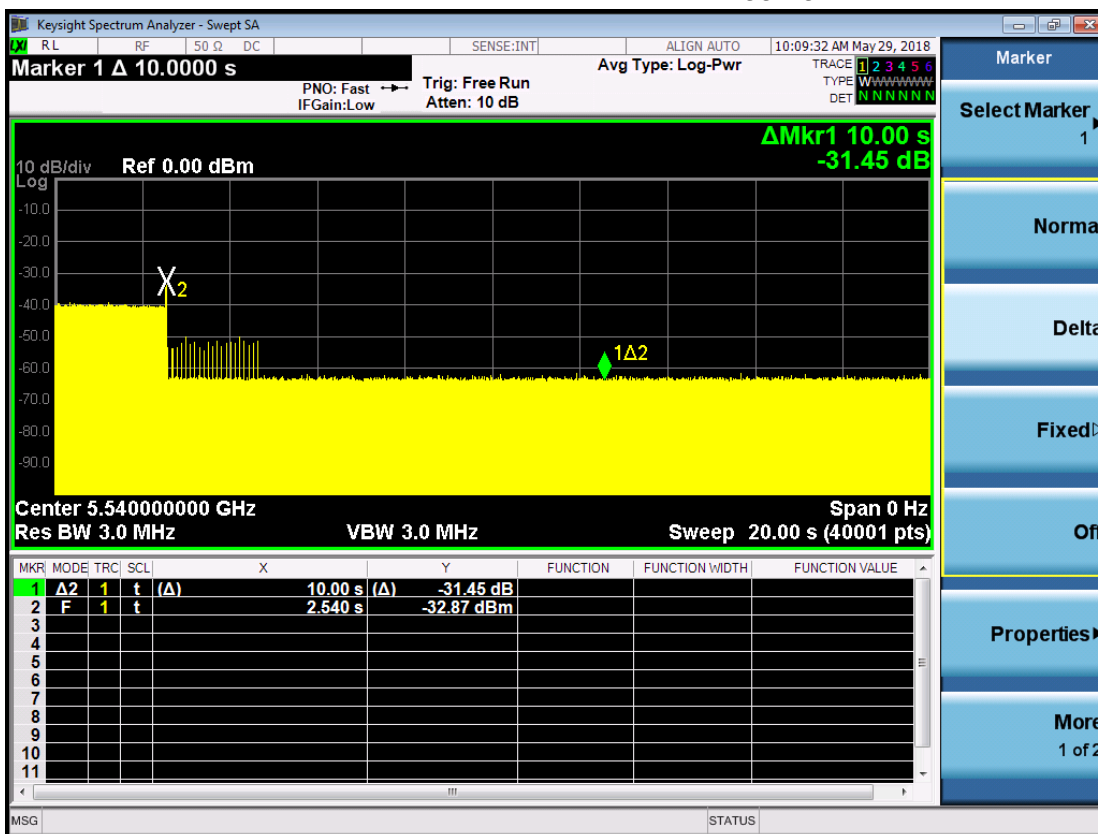 Keysight Spectrum Analyzer - Swept SA
LXI RL RF 50 Ω DC SENSE:INT ALIGN AUTO 10:09:32 AM May 29, 2018
Marker 1 Δ 10.0000 s
PNO: Fast
IFGain:Low
Trig: Free Run
Atten: 10 dB
Avg Type: Log-Pwr
TRACE 1 2 3 4 5 6
TYPE WWWWWW
DET N N N N N N
ΔMkr1 10.00 s
-31.45 dB
10 dB/div Ref 0.00 dBm
Log
-10.0
-20.0
-30.0
-40.0
-50.0
-60.0
-70.0
-80.0
-90.0
X2
1Δ2
Center 5.540000000 GHz Span 0 Hz
Res BW 3.0 MHz VBW 3.0 MHz Sweep 20.00 s (40001 pts)
MKR MODE TRC SCL X Y FUNCTION FUNCTION WIDTH FUNCTION VALUE
1 Δ2 1 t (Δ) 10.00 s (Δ) -31.45 dB
2 F 1 t 2.540 s -32.87 dBm
3
4
5
6
7
8
9
10
11
MSG STATUS
Marker
Select Marker
1
Norma
Delta
Fixed
Off
Properties
More
1 of 2